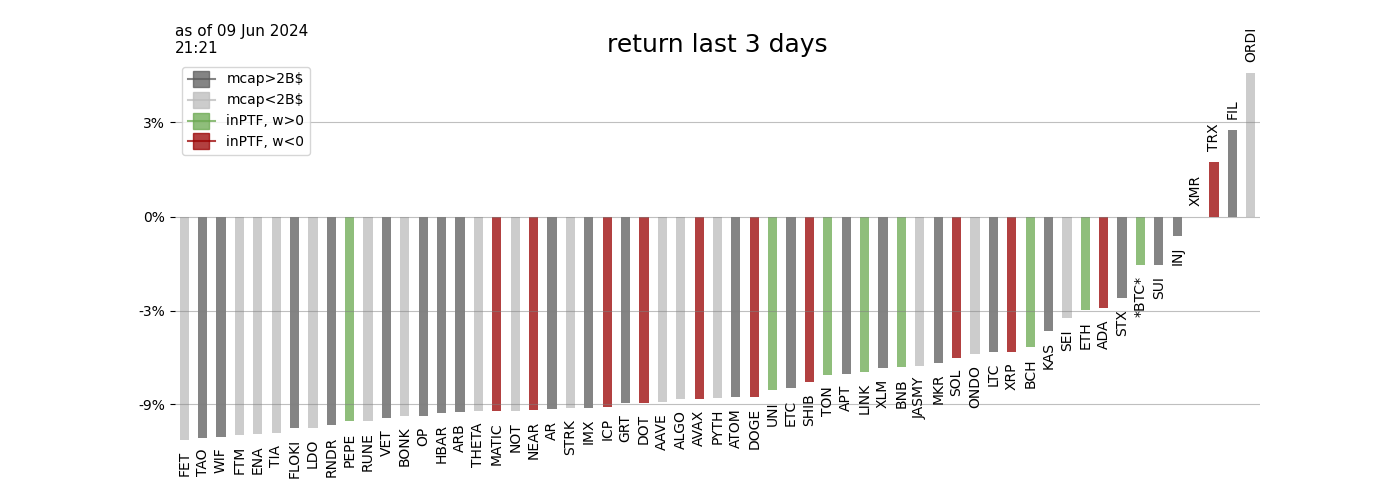 as of 09 Jun 2024
21:21
return last 3 days
mcap>2B$
mcap<2B$
inPTF, w>0
inPTF, w<0
3%
0%
-3%
-9%
FET
TAO
WIF
FTM
ENA
TIA
FLOKI
LDO
RNDR
PEPE
RUNE
VET
BONK
OP
HBAR
ARB
THETA
MATIC
NOT
NEAR
AR
STRK
IMX
ICP
GRT
DOT
AAVE
ALGO
AVAX
PYTH
ATOM
DOGE
UNI
ETC
SHIB
TON
APT
LINK
XLM
BNB
JASMY
MKR
SOL
ONDO
LTC
XRP
BCH
KAS
SEI
ETH
ADA
STX
*BTC*
SUI
INJ
XMR
TRX
FIL
ORDI